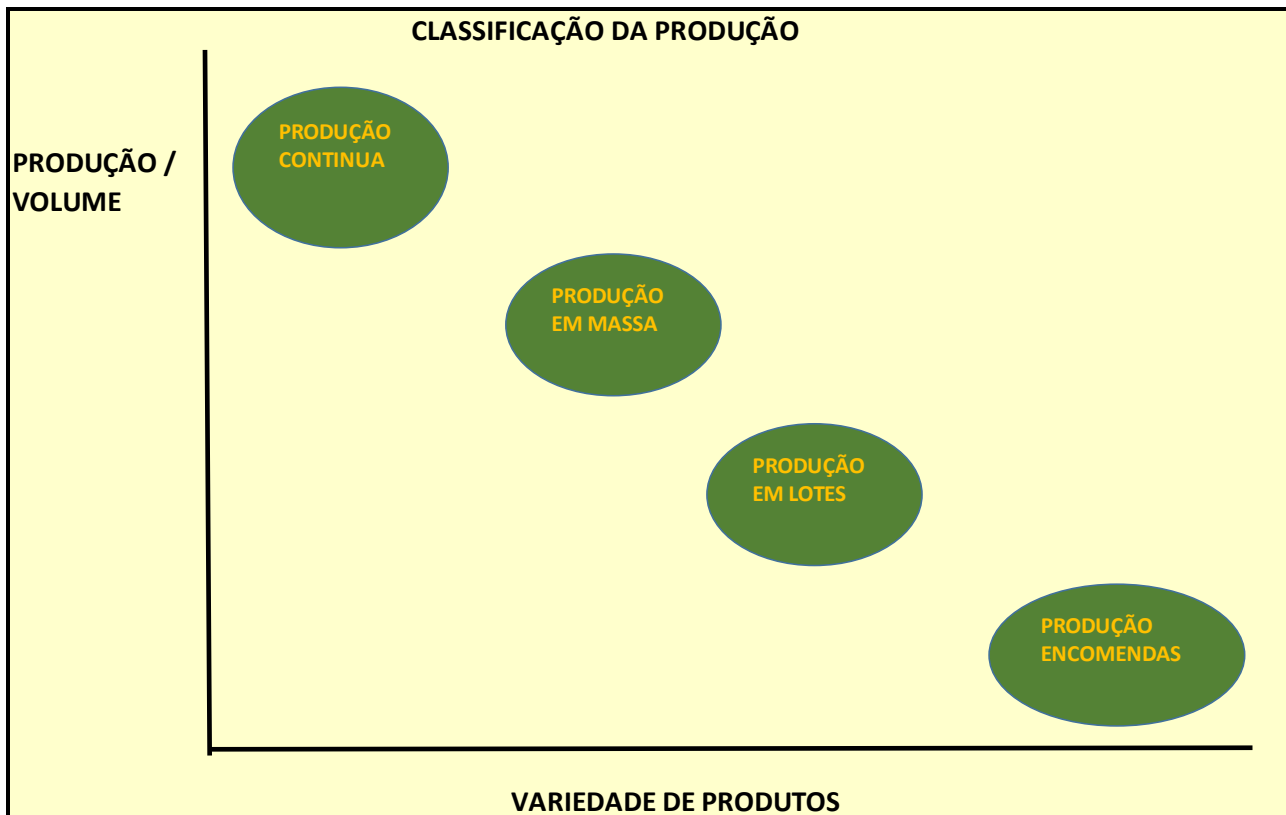 CLASSIFICAÇÃO DA PRODUÇÃO
PRODUÇÃO /
VOLUME
PRODUÇÃO
CONTINUA
PRODUÇÃO
EM MASSA
PRODUÇÃO
EM LOTES
PRODUÇÃO
ENCOMENDAS
VARIEDADE DE PRODUTOS